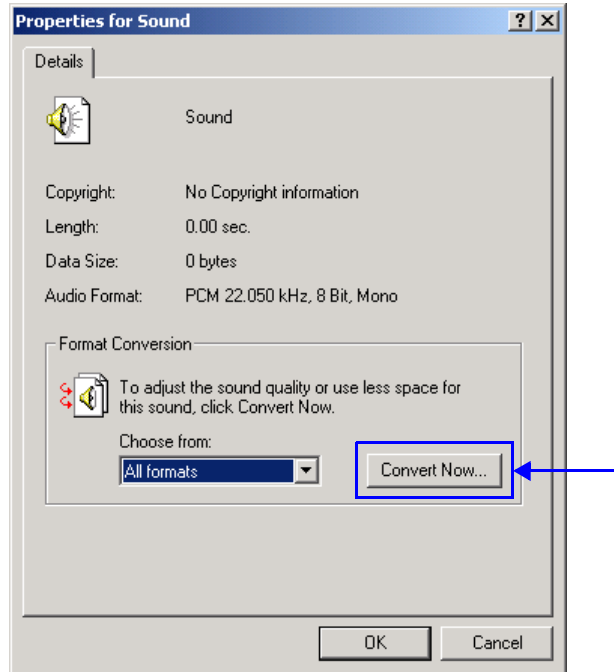 Properties for Sound
Details
Sound
Copyright: No Copyright information
Length: 0.00 sec.
Data Size: 0 bytes
Audio Format: PCM 22.050 kHz, 8 Bit, Mono
Format Conversion
To adjust the sound quality or use less space for
this sound, click Convert Now.
Choose from:
All formats
Convert Now...
OK Cancel